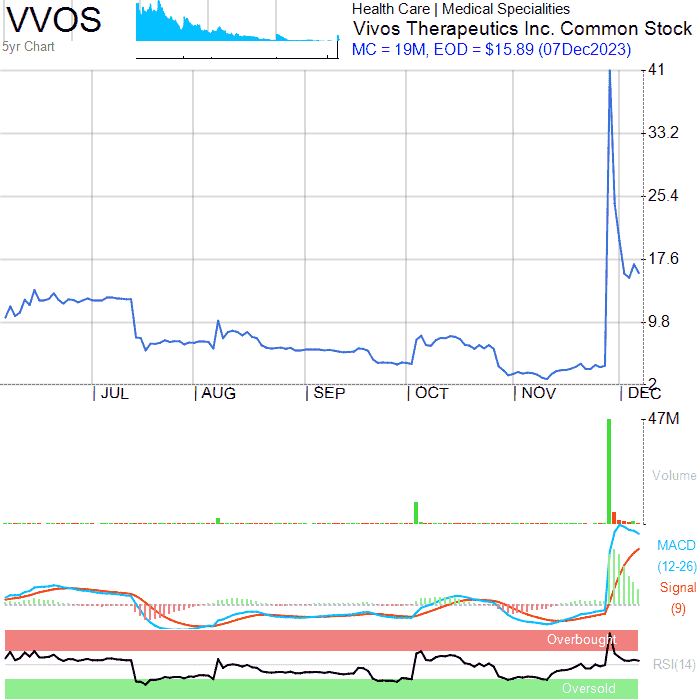 VVOS
5yr Chart
Health Care | Medical Specialities
Vivos Therapeutics Inc. Common Stock
MC = 19M, EOD = $15.89 (07Dec2023)
41
33.2
25.4
17.6
9.8
2
JUL AUG SEP OCT NOV DEC
47M
Volume
MACD
(12-26)
Signal
(9)
Overbought
RSI(14)
Oversold